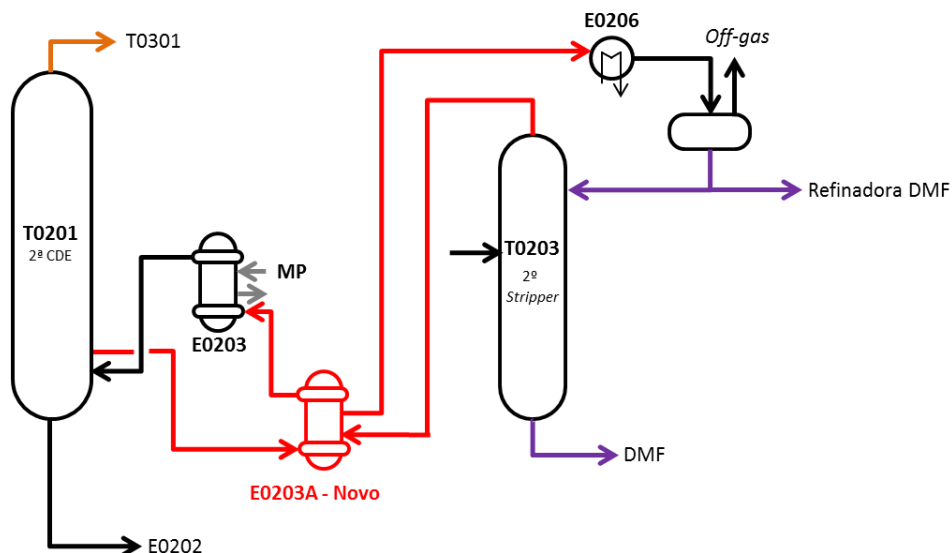 E0206
Off-gas
T0301
T0201
2ª CDE
MP
E0203
Refinadora DMF
T0203
2º
Stripper
E0203A - Novo
DMF
E0202